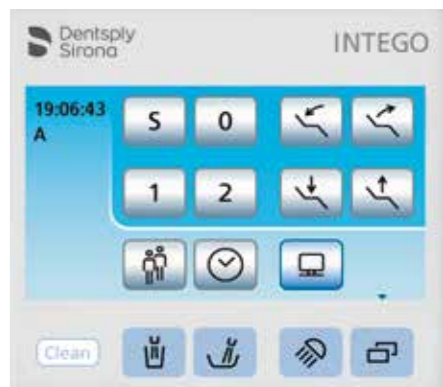 Dentsply
Sirona
INTEGO
19:06:43
A
S
0
1
2
Clean